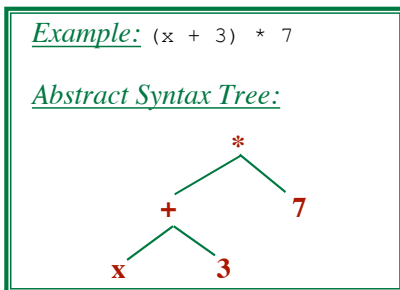 Example: (x + 3) * 7
Abstract Syntax Tree:
*
+ 7
x 3